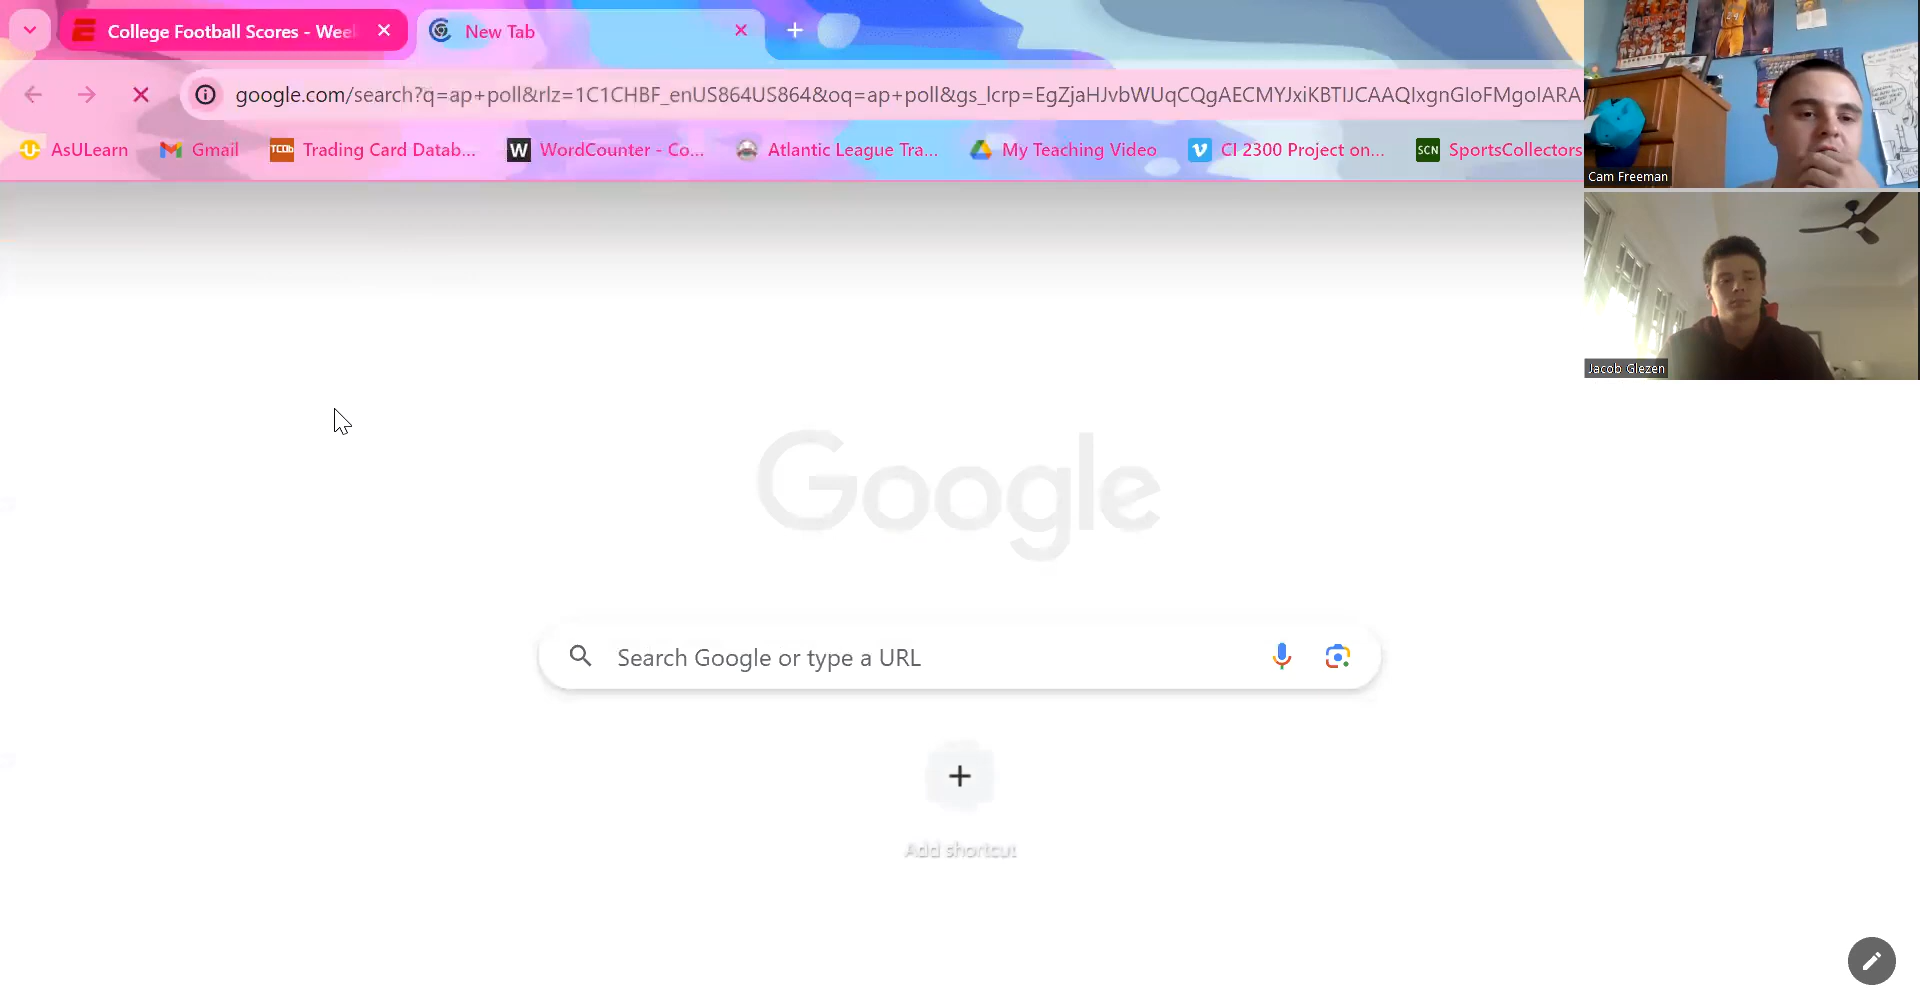 College Football Scores - Wee
New Tab
google.com/search?q=ap+poll&rlz=1C1CHBF_enUS864US864&oq=ap+poll&gs_lcrp=EgZjaHJvbWUqCQgAECMYJxiKBTIJCAAQIxgnGIoFMgoIARA
AsULearn
Gmail
Trading Card Datab...
WordCounter - Co...
Atlantic League Tra...
My Teaching Video
CI 2300 Project on...
SCN SportsCollectors
Cam Freeman
Jacob Glezen
Google
Search Google or type a URL
Add shortcut